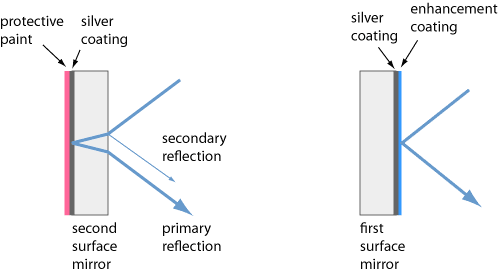 protective
paint
silver
coating
secondary
reflection
second
surface
mirror
primary
reflection
silver
coating
enhancement
coating
first
surface
mirror